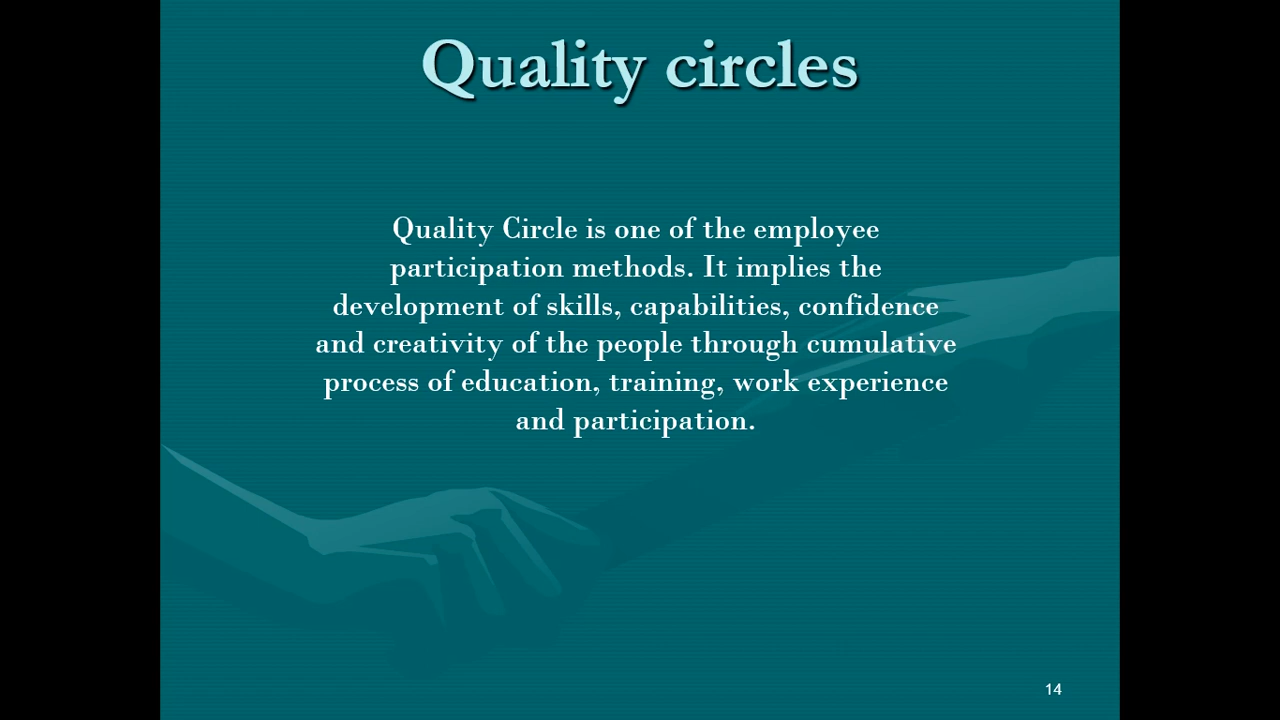 Quality circles
Quality Circle is one of the employee
participation methods. It implies the
development of skills, capabilities, confidence
and creativity of the people through cumulative
process of education, training, work experience
and participation.
14